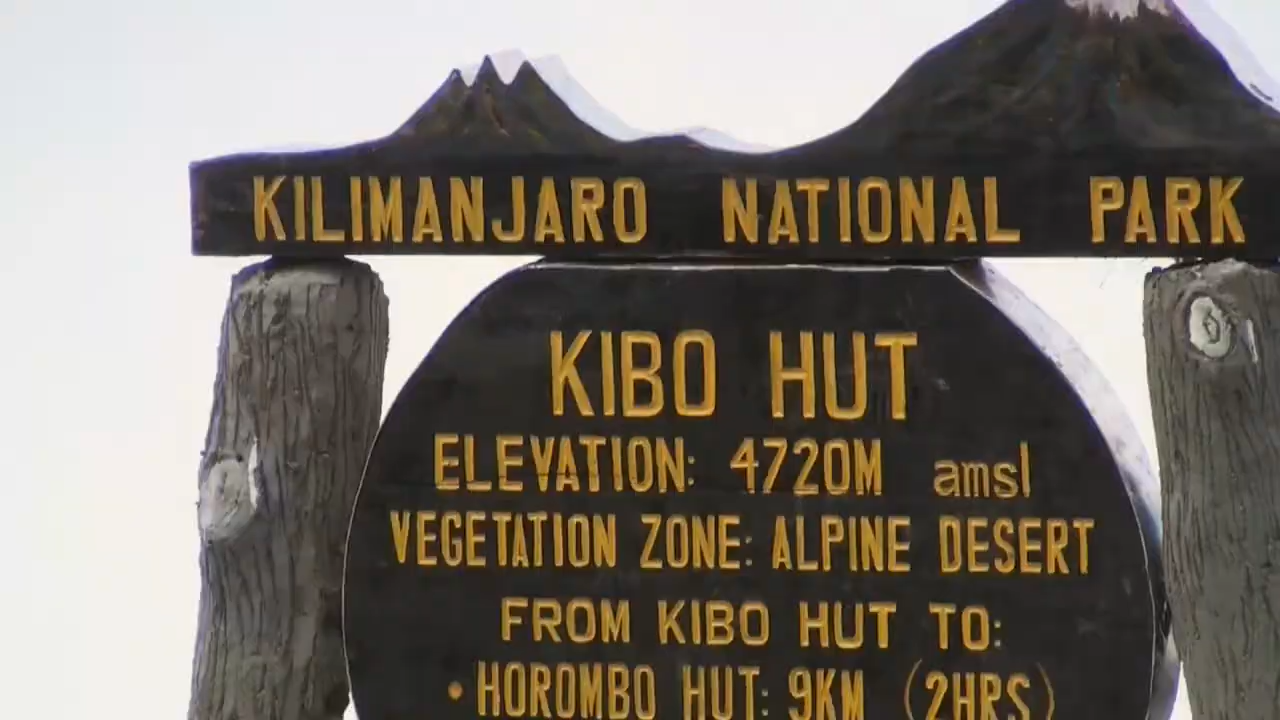 KILIMANJARO NATIONAL PARK
KIBO HUT
ELEVATION: 4720M amsl
VEGETATION ZONE: ALPINE DESERT
FROM KIBO HUT TO:
• HOROMBO HUT: 9KM (2HRS)